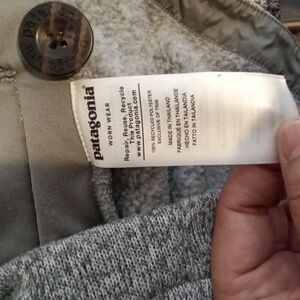 patagonia
WORN WEAR
Repair, Reuse, Recycle
This Product
www.patagonia.com
100% RECYCLED POLYESTER
EXCLUSIVE OF TRIM
MADE IN THAILAND
FABRIQUÉ EN THAÏLANDE
HECHO EN TAILANDIA
FATTO IN TAILANDIA